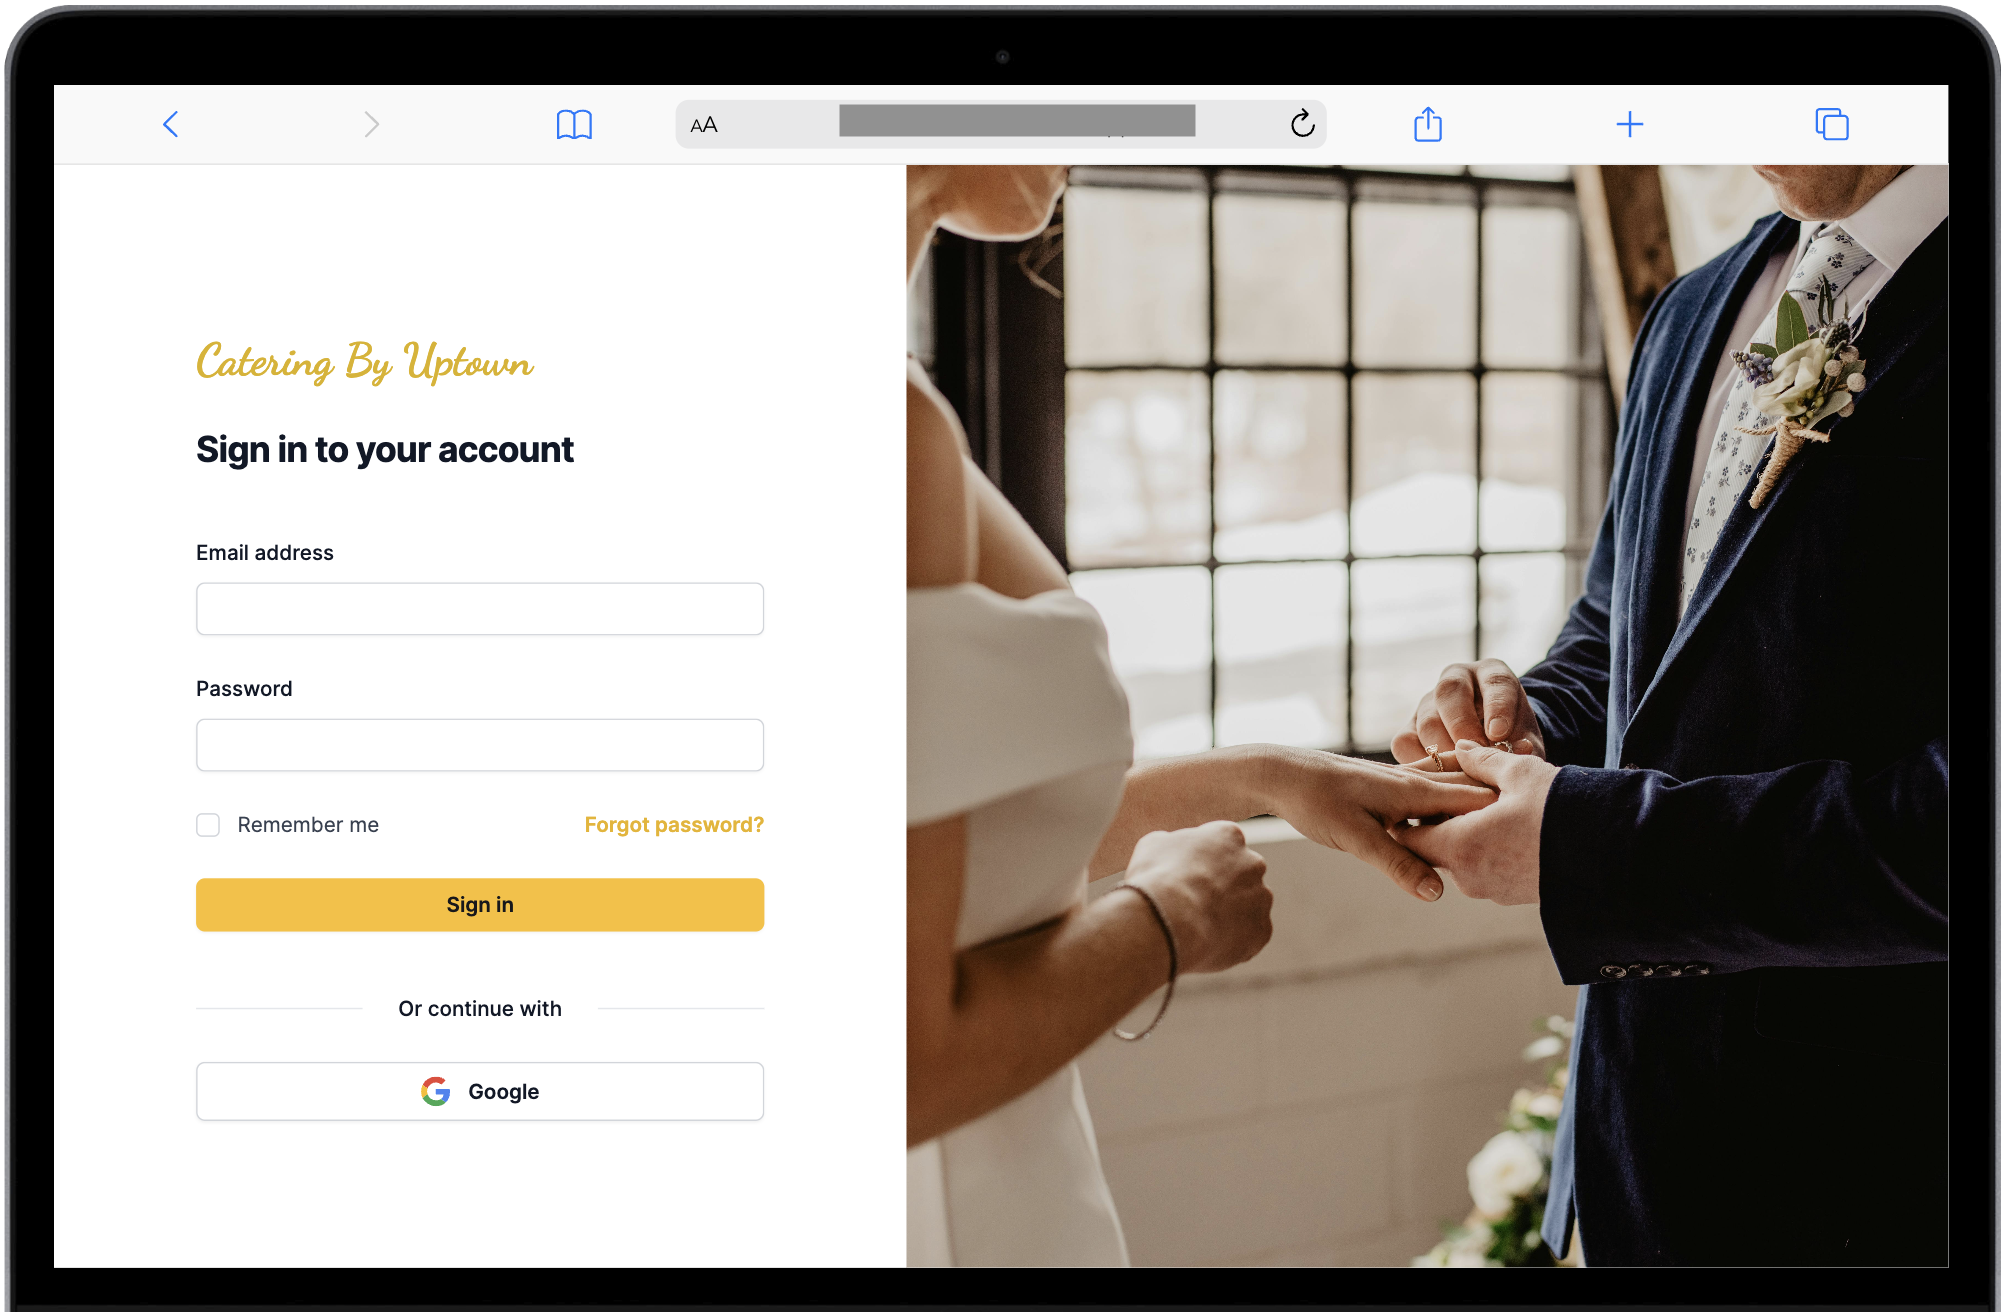 AA
Catering By Uptown
Sign in to your account
Email address
Password
Remember me
Forgot password?
Sign in
Or continue with
Google